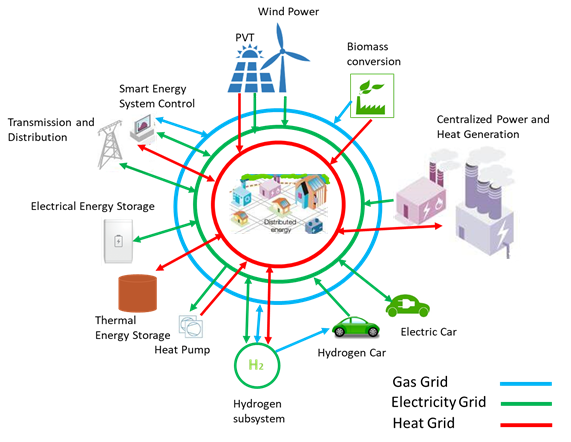 Wind Power
PVT
Biomass
conversion
Smart Energy
System Control
Transmission and
Distribution
Centralized Power and
Heat Generation
Electrical Energy Storage
Distributed
energy
Thermal
Energy Storage
Heat Pump
Electric Car
Hydrogen Car
H₂
Hydrogen
subsystem
Gas Grid
Electricity Grid
Heat Grid